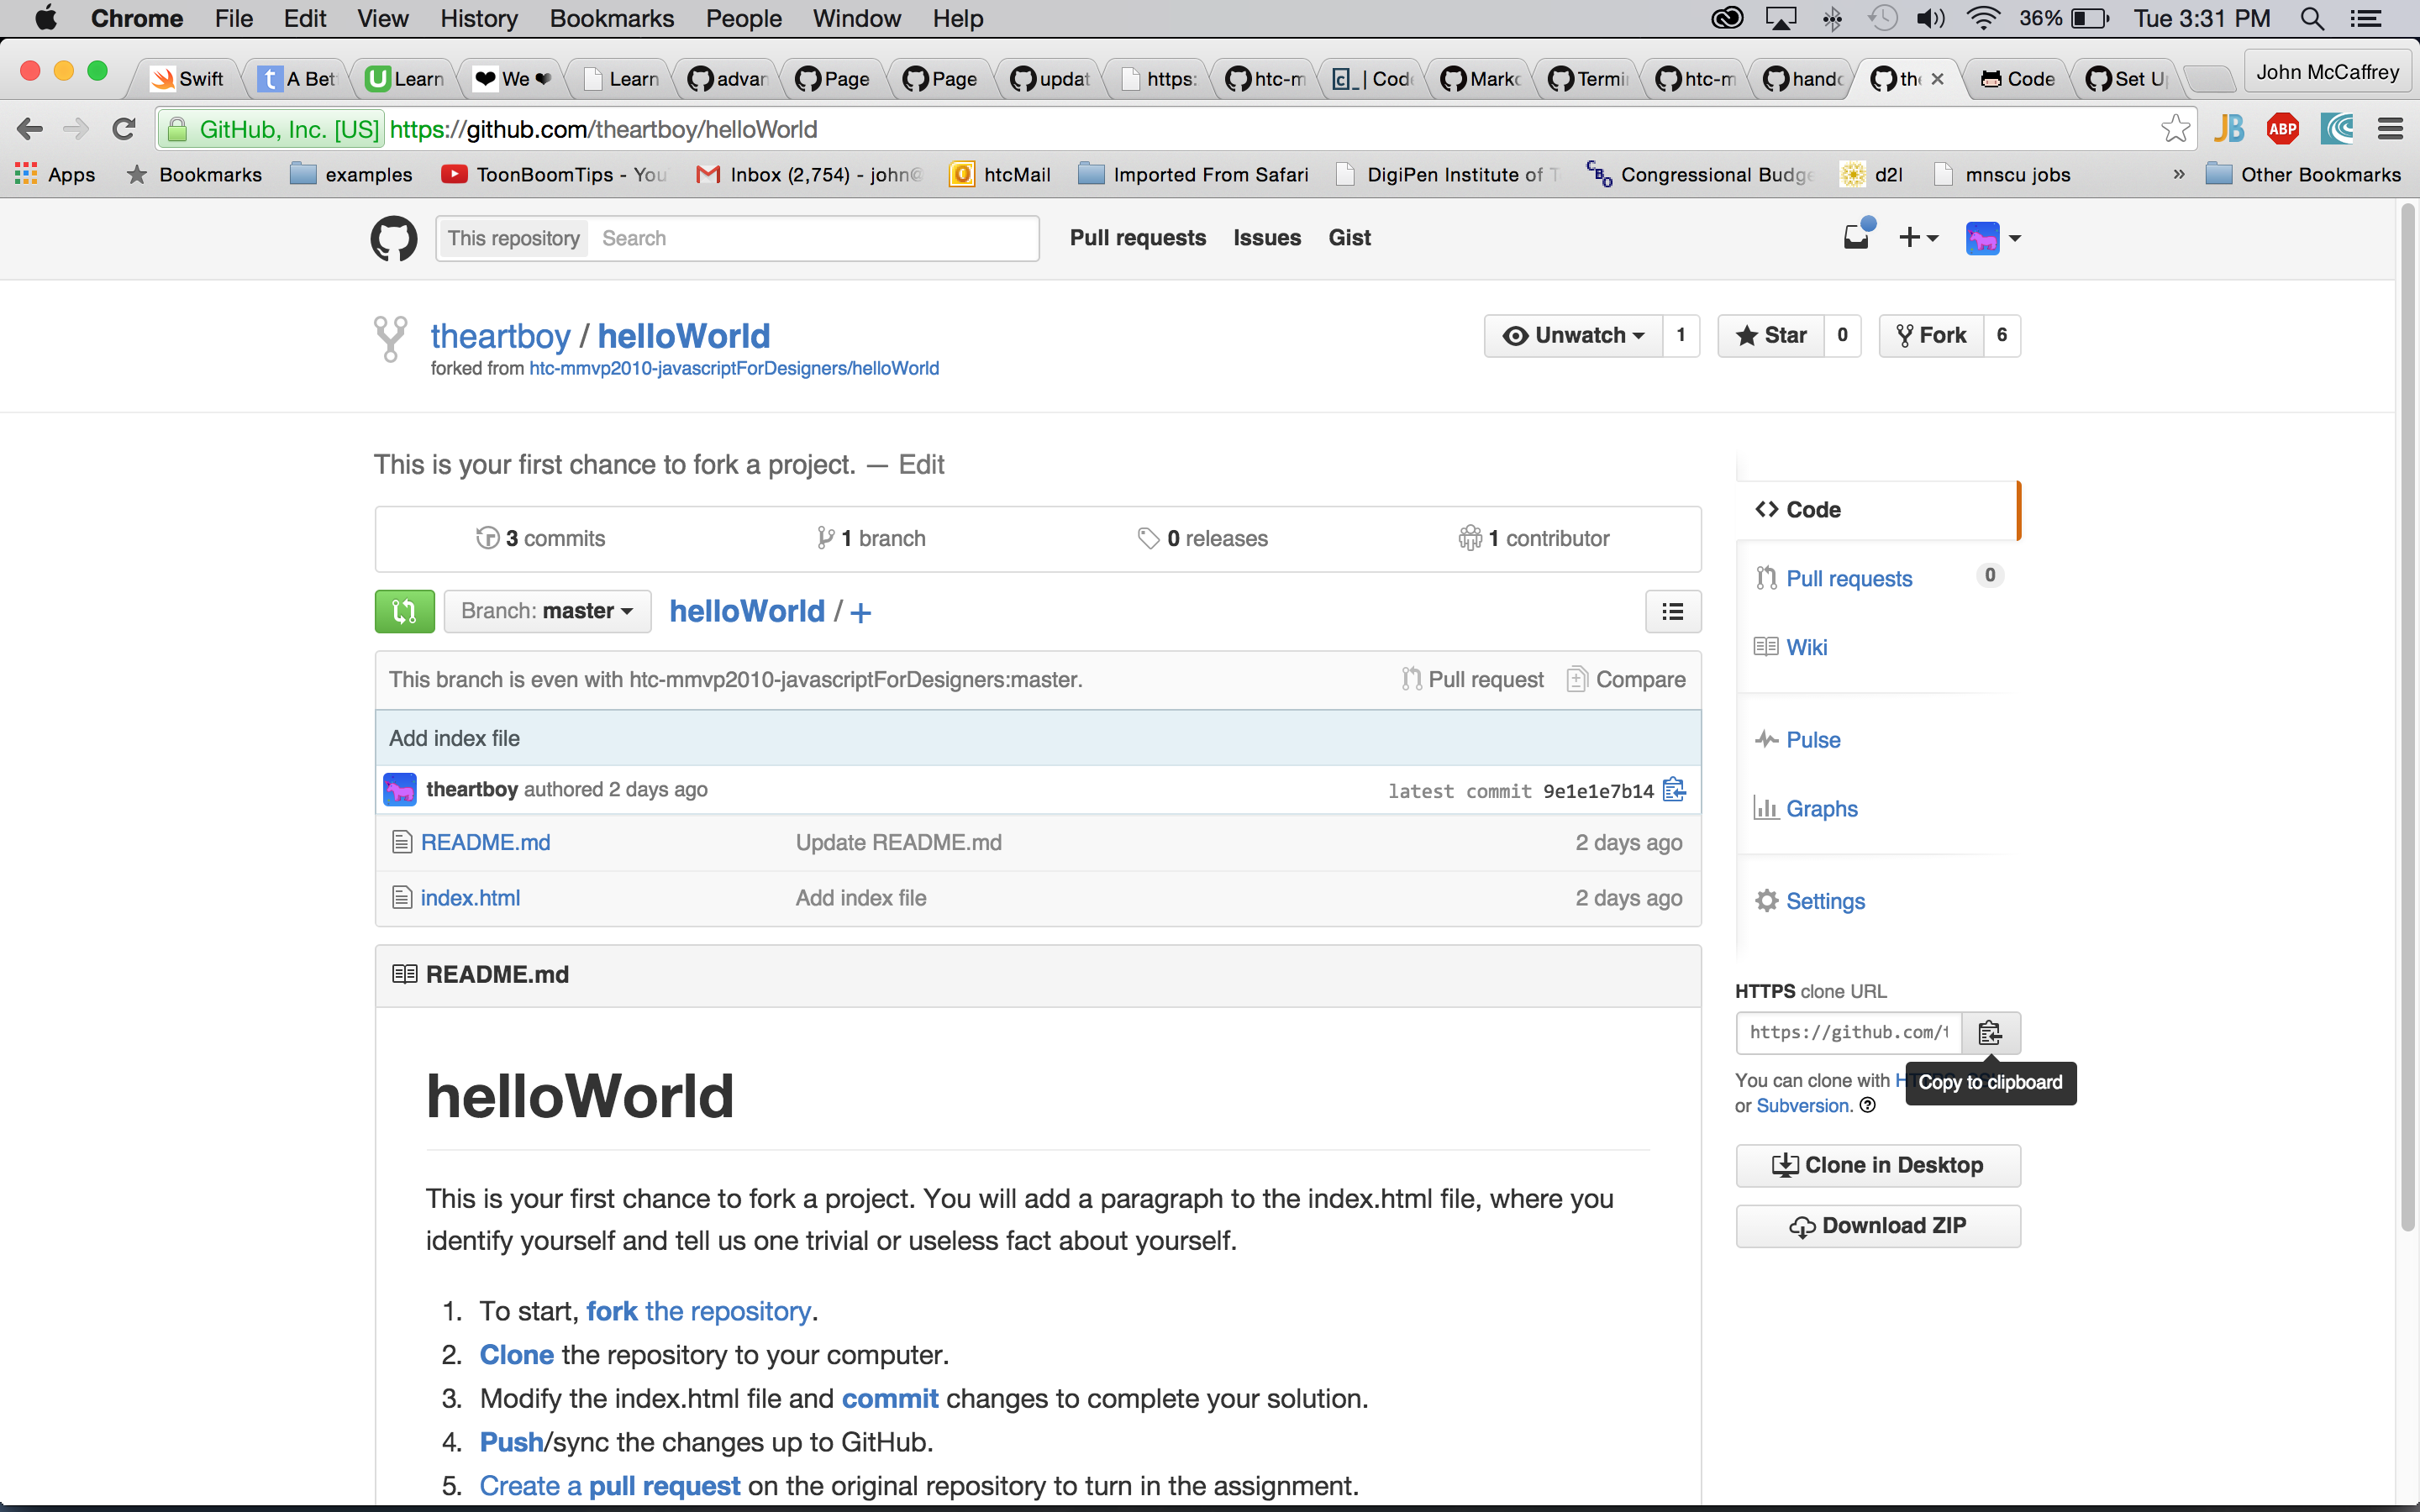 Chrome File Edit View History Bookmarks People Window Help 36% Tue 3:31 PM
Swift A Bet Learn We Learn advan Page Page updat https: htc-m Cod Marko Termi htc-m hando the Code Set U John McCaffrey
GitHub, Inc. [US] https://github.com/theartboy/helloWorld ABP
Apps Bookmarks examples ToonBoomTips - You Inbox (2,754) - john@ htcMail Imported From Safari DigiPen Institute of T CBO Congressional Budge d2l mnscu jobs » Other Bookmarks
This repository Search Pull requests Issues Gist
theartboy / helloWorld Unwatch 1 Star 0 Fork 6
forked from htc-mmvp2010-javascriptForDesigners/helloWorld
This is your first chance to fork a project. — Edit
3 commits 1 branch 0 releases 1 contributor
Branch: master helloWorld / +
This branch is even with htc-mmvp2010-javascriptForDesigners:master. Pull request Compare
Add index file
theartboy authored 2 days ago latest commit 9e1e1e7b14
README.md Update README.md 2 days ago
index.html Add index file 2 days ago
README.md
helloWorld
This is your first chance to fork a project. You will add a paragraph to the index.html file, where you
identify yourself and tell us one trivial or useless fact about yourself.
1. To start, fork the repository.
2. Clone the repository to your computer.
3. Modify the index.html file and commit changes to complete your solution.
4. Push/sync the changes up to GitHub.
5. Create a pull request on the original repository to turn in the assignment.
Code
Pull requests 0
Wiki
Pulse
Graphs
Settings
HTTPS clone URL
https://github.com/t
Copy to clipboard
You can clone with
or Subversion.
Clone in Desktop
Download ZIP